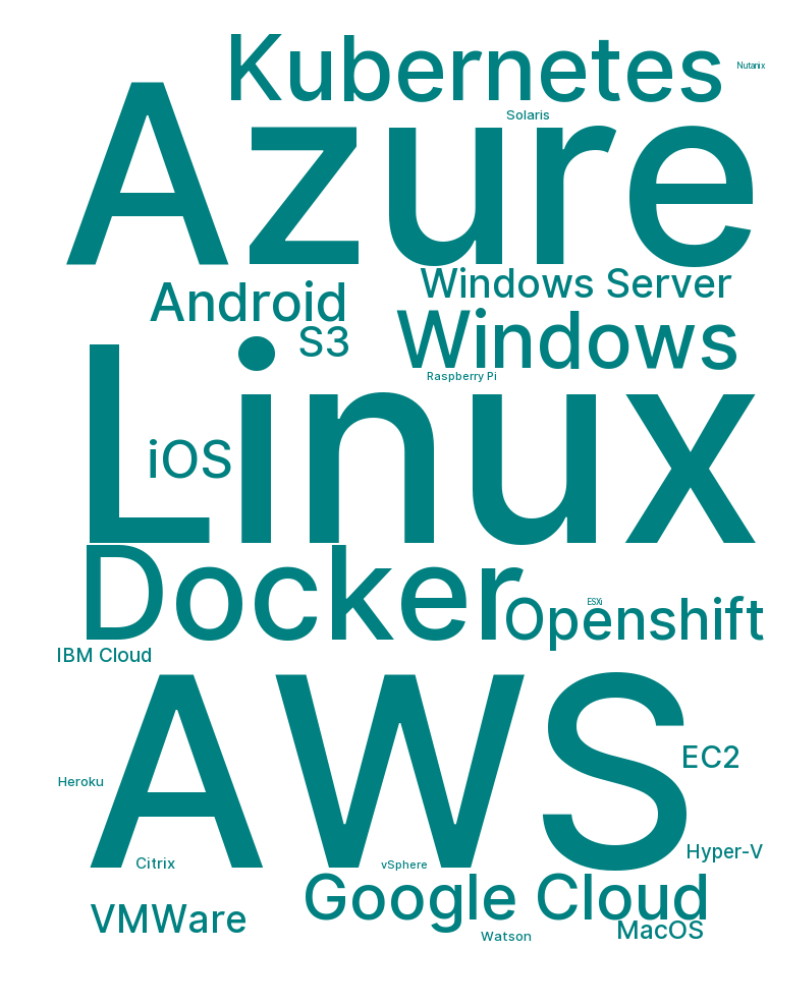 Kubernetes
Nutanix
Solaris
Azure
Windows Server
Android
S3
Windows
Raspberry Pi
Linux
iOS
Docker
ESXi
Openshift
IBM Cloud
AWS
EC2
Heroku
Hyper-V
Citrix
vSphere
Google Cloud
VMWare
MacOS
Watson